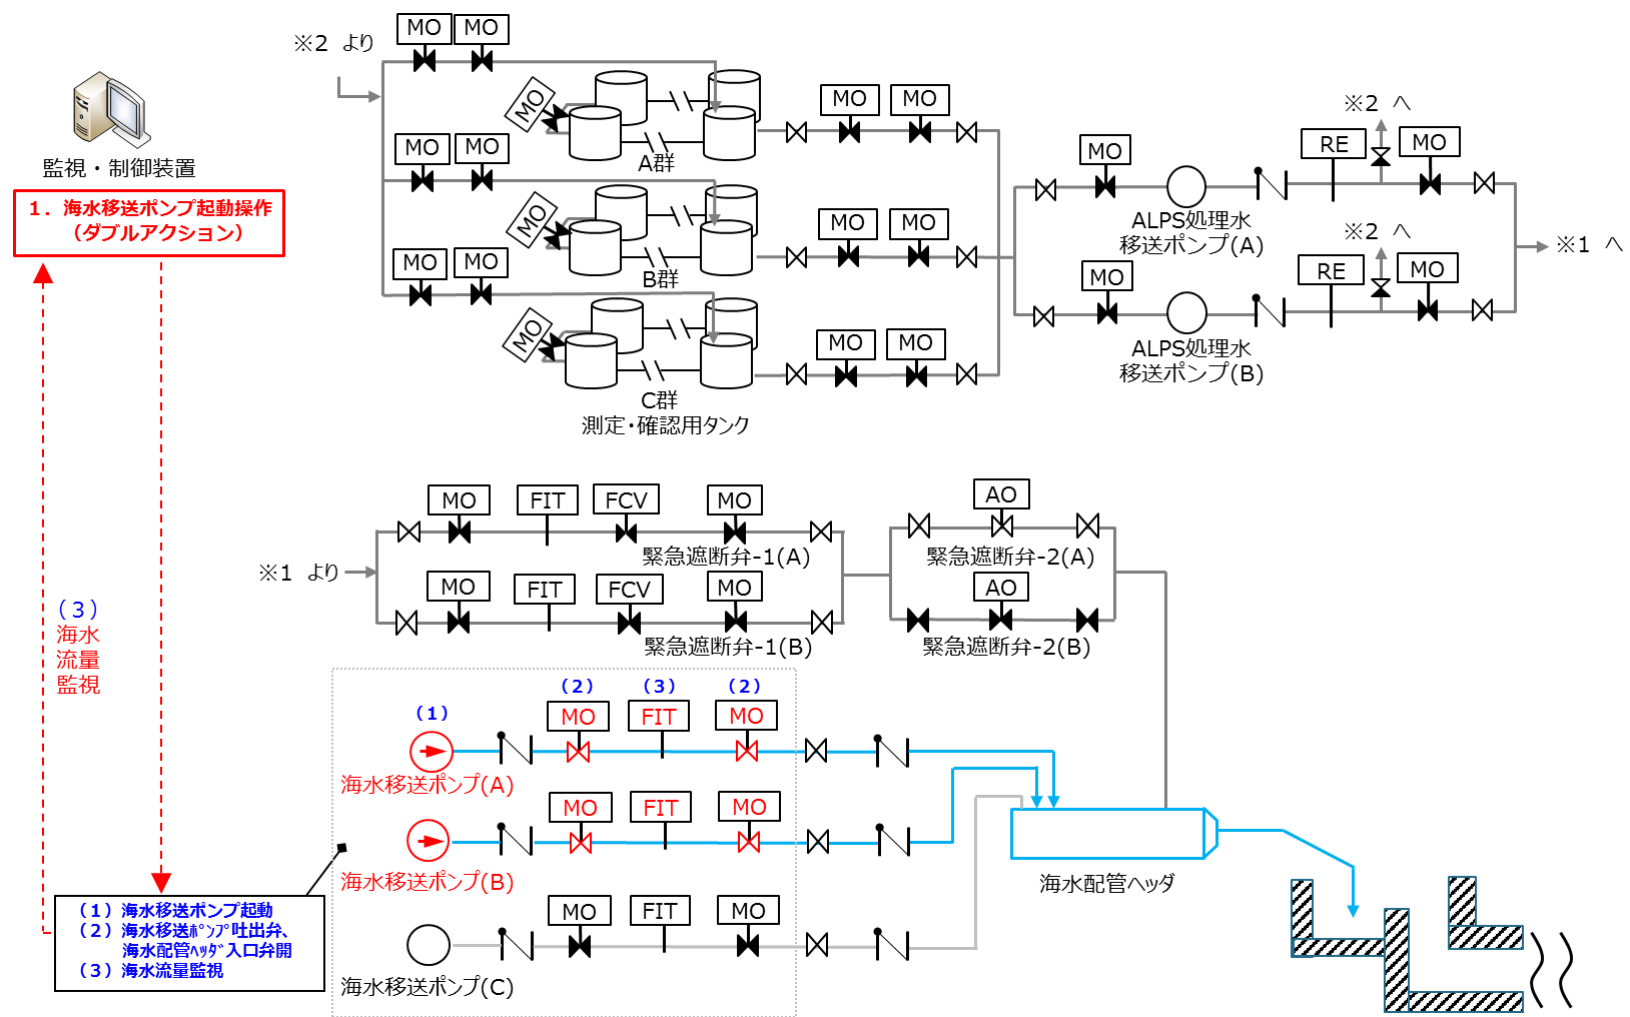 ※2 より
MO
MO
MO
A群
MO
MO
MO
MO
MO
B群
MO
MO
MO
MO
MO
C群
MO
MO
測定・確認用タンク
MO
RE
※2 へ
MO
ALPS処理水
移送ポンプ(A)
MO
RE
※2 へ
MO
ALPS処理水
移送ポンプ(B)
※1 へ
監視・制御装置
1．海水移送ポンプ起動操作
（ダブルアクション）
（３）
海水
流量
監視
※1 より
MO
FIT
FCV
MO
緊急遮断弁-1(A)
MO
FIT
FCV
MO
緊急遮断弁-1(B)
AO
緊急遮断弁-2(A)
AO
緊急遮断弁-2(B)
（1）
（2）
（3）
（2）
MO
FIT
MO
海水移送ポンプ(A)
MO
FIT
MO
海水移送ポンプ(B)
MO
FIT
MO
海水移送ポンプ(C)
海水配管ヘッダ
（１）海水移送ポンプ起動
（２）海水移送ﾎﾟﾝﾌﾟ吐出弁、
海水配管ﾍｯﾀﾞ入口弁開
（３）海水流量監視